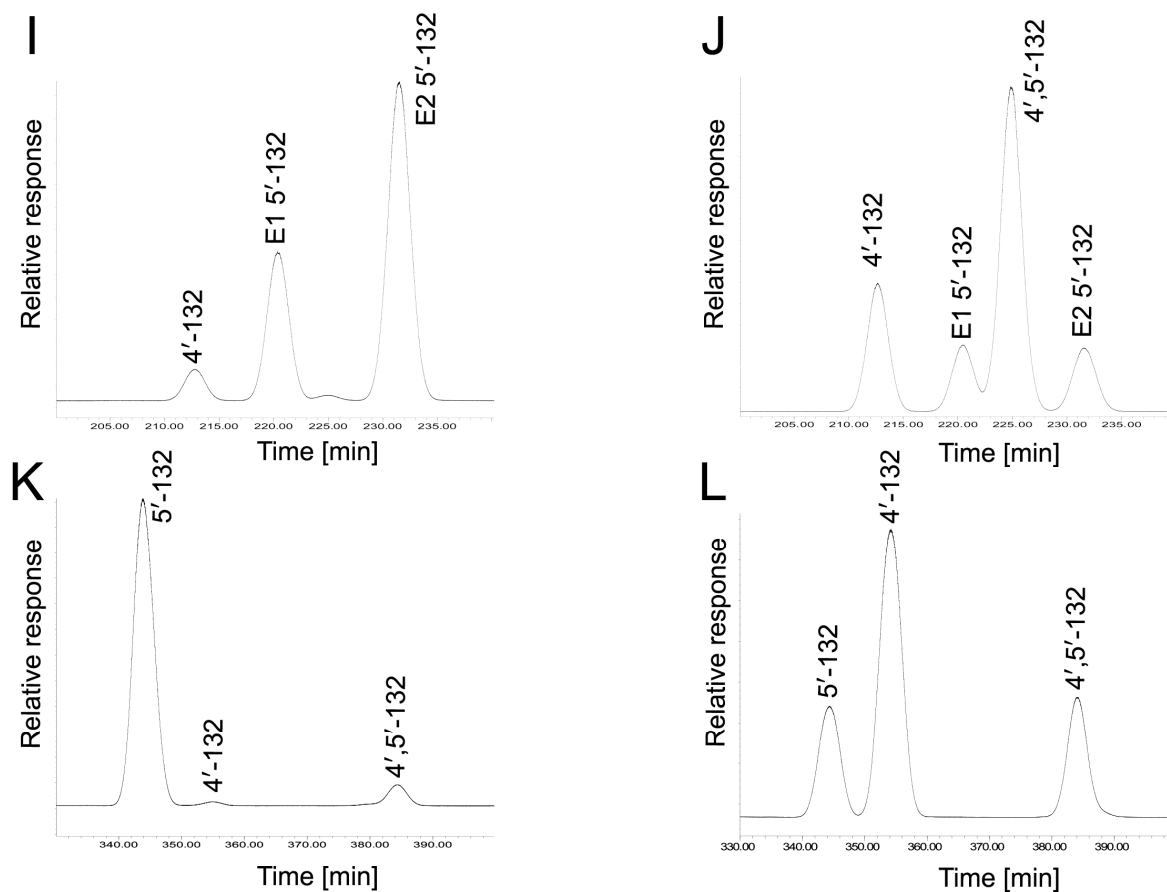 I
Relative response
4′-132
E1 5′-132
E2 5′-132
205.00 210.00 215.00 220.00 225.00 230.00 235.00
Time [min]
J
Relative response
4′-132
E1 5′-132
4′,5′-132
E2 5′-132
205.00 210.00 215.00 220.00 225.00 230.00 235.00
Time [min]
K
Relative response
5′-132
4′-132
4′,5′-132
340.00 350.00 360.00 370.00 380.00 390.00
Time [min]
L
Relative response
5′-132
4′-132
4′,5′-132
330.00 340.00 350.00 360.00 370.00 380.00 390.00
Time [min]